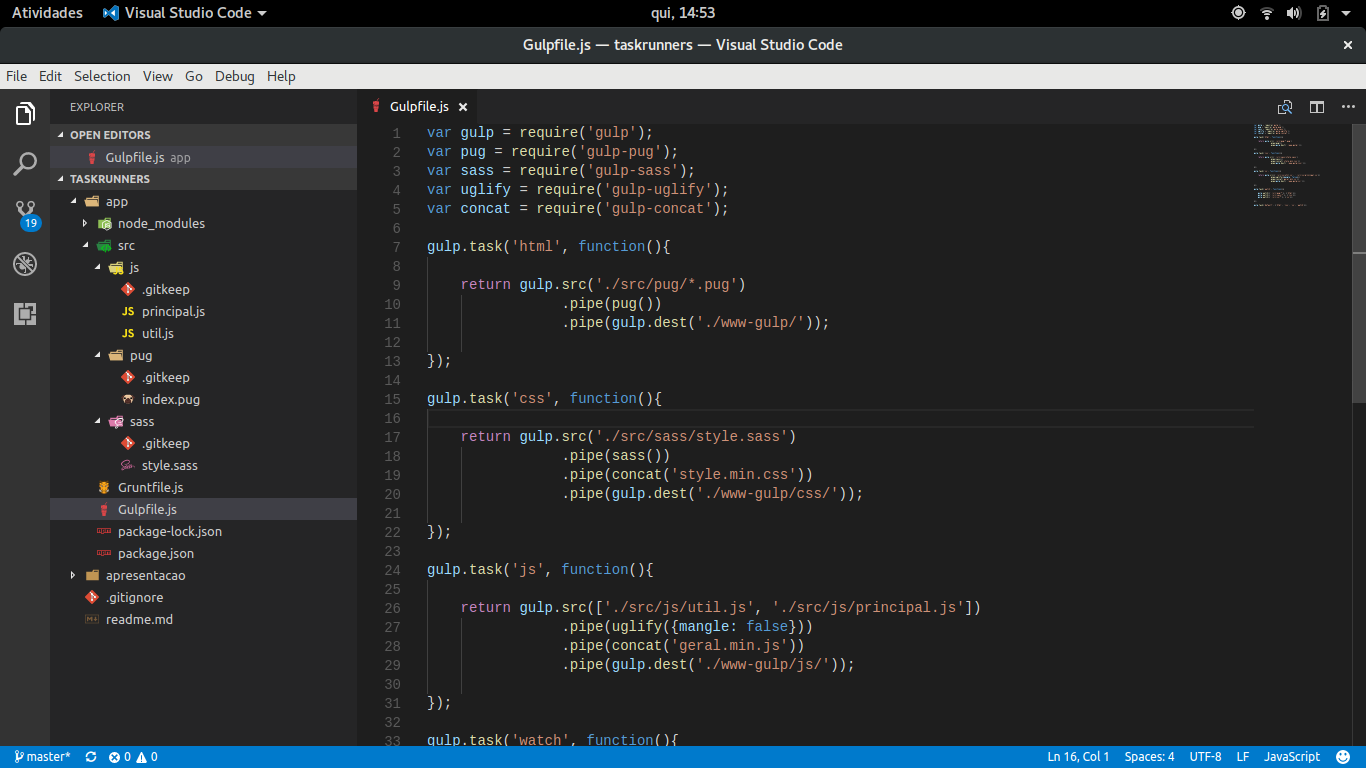 Atividades Visual Studio Code qui, 14:53
Gulpfile.js — taskrunners — Visual Studio Code
File Edit Selection View Go Debug Help
EXPLORER
OPEN EDITORS
Gulpfile.js app
TASKRUNNERS
app
node_modules
src
js
.gitkeep
JS principal.js
JS util.js
pug
.gitkeep
index.pug
sass
.gitkeep
style.sass
Gruntfile.js
Gulpfile.js
package-lock.json
package.json
apresentacao
.gitignore
readme.md
19
Gulpfile.js
1 var gulp = require('gulp');
2 var pug = require('gulp-pug');
3 var sass = require('gulp-sass');
4 var uglify = require('gulp-uglify');
5 var concat = require('gulp-concat');
6
7 gulp.task('html', function(){
8
9 return gulp.src('./src/pug/*.pug')
10 .pipe(pug())
11 .pipe(gulp.dest('./www-gulp/'));
12
13 });
14
15 gulp.task('css', function(){
16
17 return gulp.src('./src/sass/style.sass')
18 .pipe(sass())
19 .pipe(concat('style.min.css'))
20 .pipe(gulp.dest('./www-gulp/css/'));
21
22 });
23
24 gulp.task('js', function(){
25
26 return gulp.src(['./src/js/util.js', './src/js/principal.js'])
27 .pipe(uglify({mangle: false}))
28 .pipe(concat('geral.min.js'))
29 .pipe(gulp.dest('./www-gulp/js/'));
30
31 });
32
33 gulp.task('watch', function(){
master* 0 0 Ln 16, Col 1 Spaces: 4 UTF-8 LF JavaScript